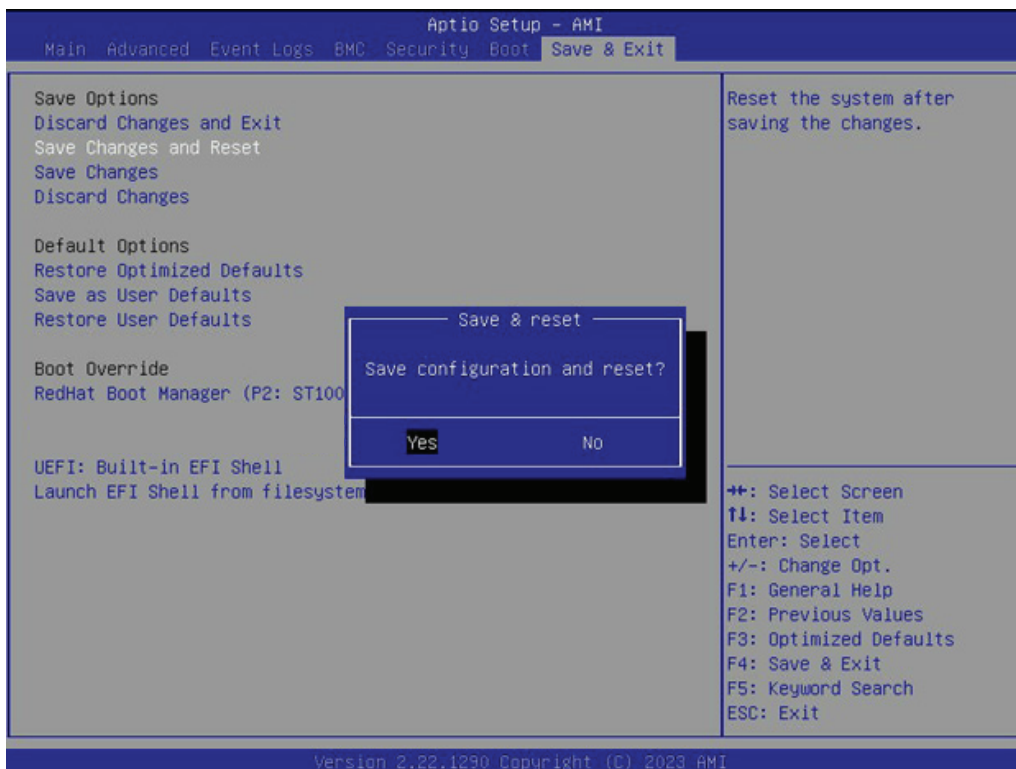 Aptio Setup - AMI
Main Advanced Event Logs BMC Security Boot Save & Exit
Save Options
Discard Changes and Exit
Save Changes and Reset
Save Changes
Discard Changes
Default Options
Restore Optimized Defaults
Save as User Defaults
Restore User Defaults
Boot Override
RedHat Boot Manager (P2: ST100
UEFI: Built-in EFI Shell
Launch EFI Shell from filesystem
Save & reset
Save configuration and reset?
Yes No
Reset the system after
saving the changes.
→←: Select Screen
↑↓: Select Item
Enter: Select
+/-: Change Opt.
F1: General Help
F2: Previous Values
F3: Optimized Defaults
F4: Save & Exit
F5: Keyword Search
ESC: Exit
Version 2.22.1290 Copyright (C) 2023 AMI